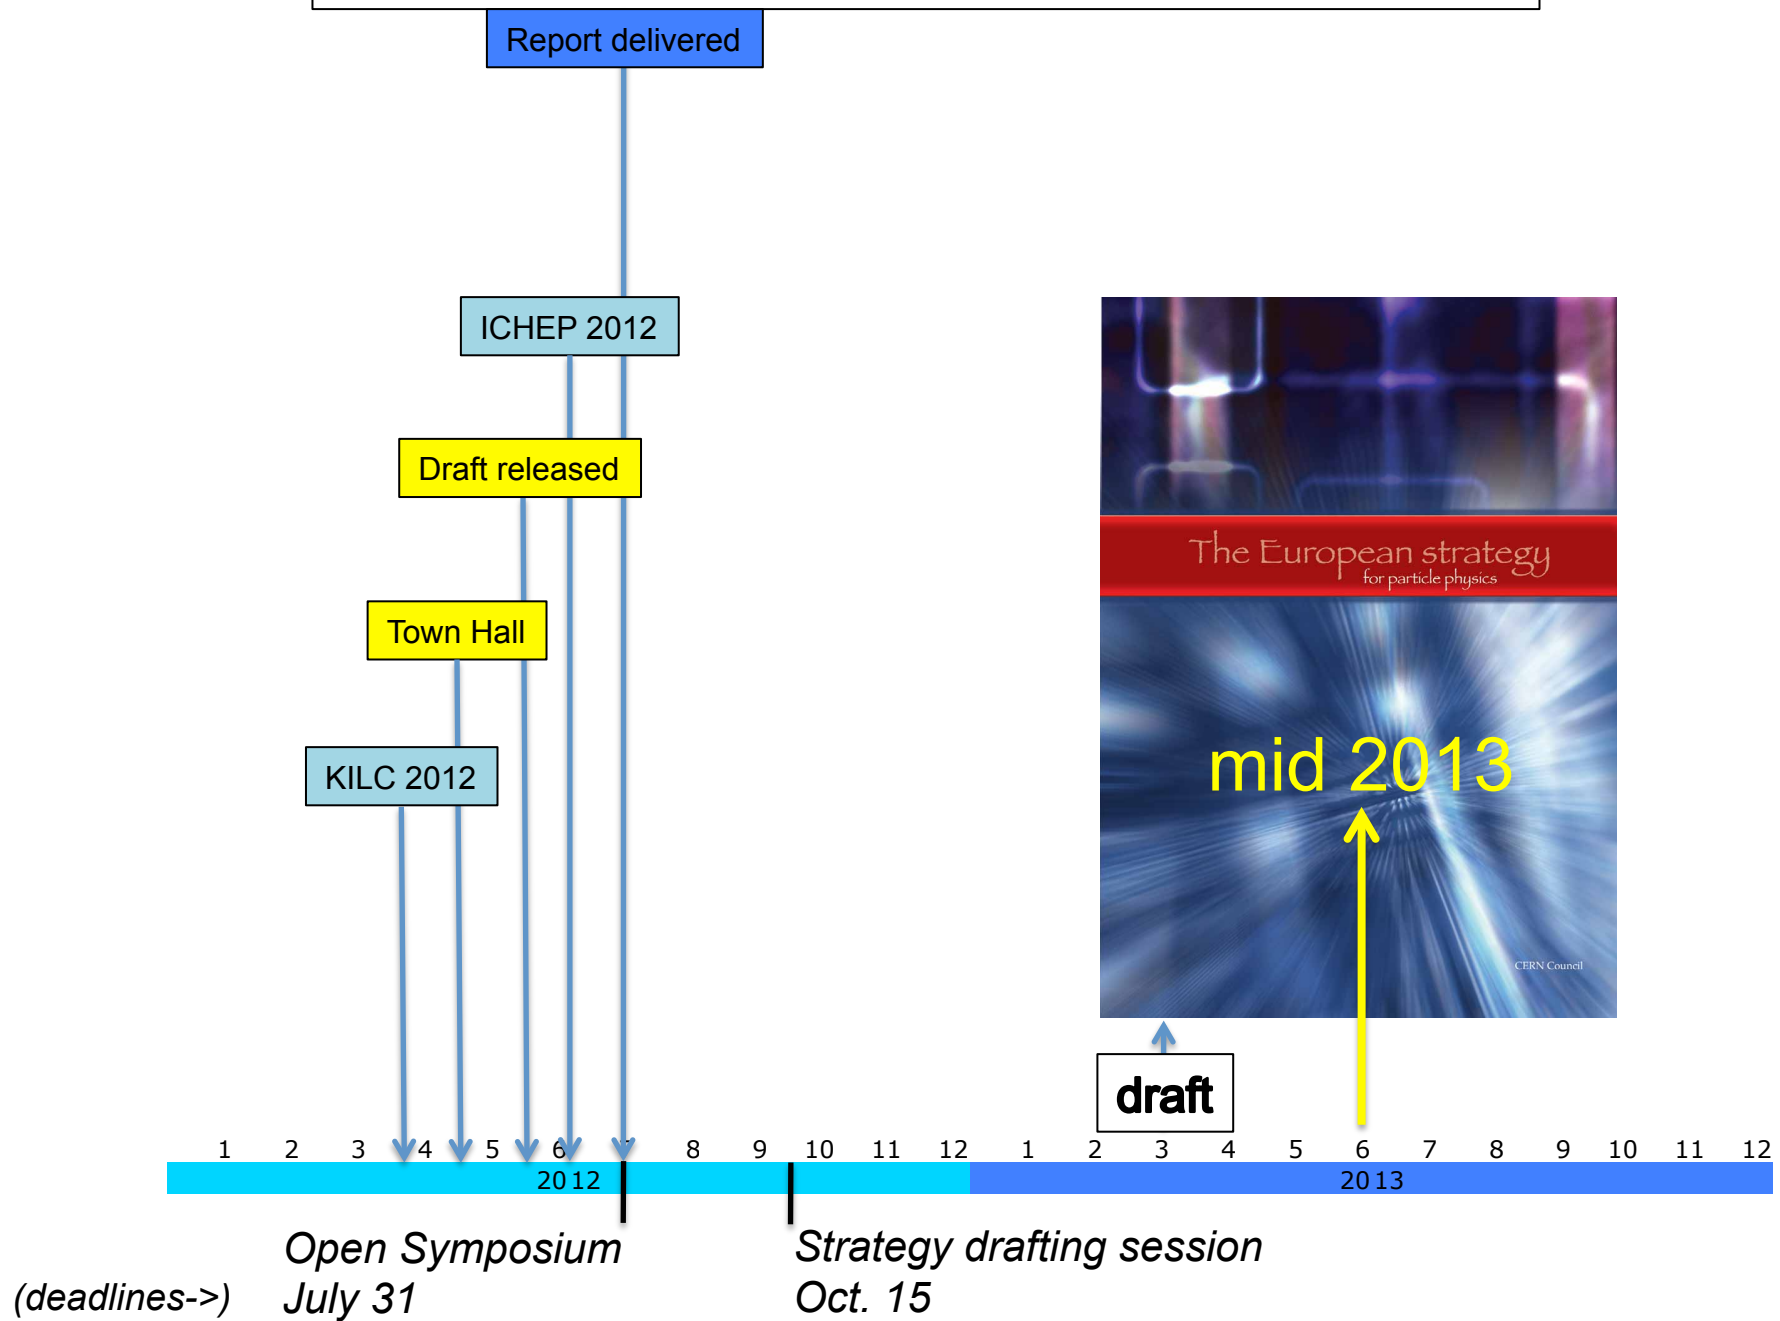 Report delivered
ICHEP 2012
Draft released
The European strategy
for particle physics
Town Hall
mid 2013
KILC 2012
CERN Council
draft
1 2 3 4 5 6 7 8 9 10 11 12 1 2 3 4 5 6 7 8 9 10 11 12
2012 2013
Open Symposium Strategy drafting session
(deadlines->) July 31 Oct. 15